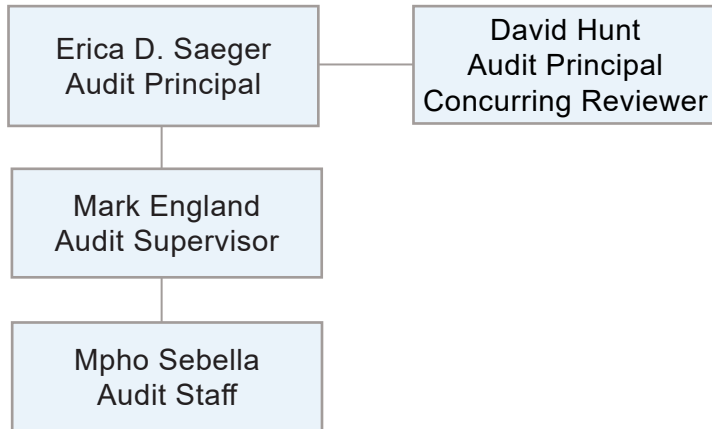 Erica D. Saeger
Audit Principal
David Hunt
Audit Principal
Concurring Reviewer
Mark England
Audit Supervisor
Mpho Sebella
Audit Staff